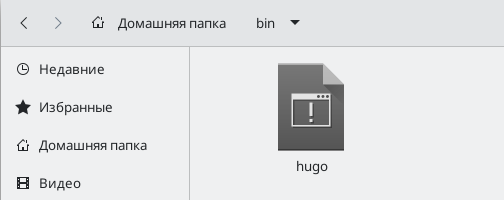 Домашняя папка bin
Недавние
Избранные
Домашняя папка
Видео
hugo